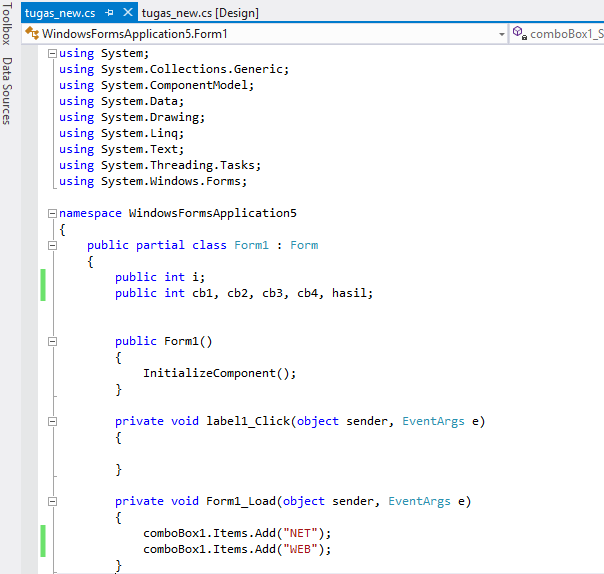 Toolbox
Data Sources
tugas_new.cs
tugas_new.cs [Design]
WindowsFormsApplication5.Form1
comboBox1_S
using System;
using System.Collections.Generic;
using System.ComponentModel;
using System.Data;
using System.Drawing;
using System.Linq;
using System.Text;
using System.Threading.Tasks;
using System.Windows.Forms;
namespace WindowsFormsApplication5
{
    public partial class Form1 : Form
    {
        public int i;
        public int cb1, cb2, cb3, cb4, hasil;
        public Form1()
        {
            InitializeComponent();
        }
        private void label1_Click(object sender, EventArgs e)
        {
        }
        private void Form1_Load(object sender, EventArgs e)
        {
            comboBox1.Items.Add("NET");
            comboBox1.Items.Add("WEB");
        }